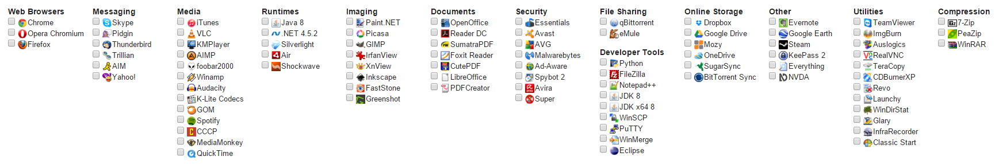 Web Browsers
Chrome
Opera Chromium
Firefox
Messaging
Skype
Pidgin
Thunderbird
Trillian
AIM
Yahoo!
Media
iTunes
VLC
KMPlayer
AIMP
foobar2000
Winamp
Audacity
K-Lite Codecs
GOM
Spotify
CCCP
MediaMonkey
QuickTime
Runtimes
Java 8
.NET 4.5.2
Silverlight
Air
Shockwave
Imaging
Paint.NET
Picasa
GIMP
IrfanView
XnView
Inkscape
FastStone
Greenshot
Documents
OpenOffice
Reader DC
SumatraPDF
Foxit Reader
CutePDF
LibreOffice
PDFCreator
Security
Essentials
Avast
AVG
Malwarebytes
Ad-Aware
Spybot 2
Avira
Super
File Sharing
qBittorrent
eMule
Developer Tools
Python
FileZilla
Notepad++
JDK 8
JDK x64 8
WinSCP
PuTTY
WinMerge
Eclipse
Online Storage
Dropbox
Google Drive
Mozy
OneDrive
SugarSync
BitTorrent Sync
Other
Evernote
Google Earth
Steam
KeePass 2
Everything
NVDA
Utilities
TeamViewer
ImgBurn
Auslogics
RealVNC
TeraCopy
CDBurnerXP
Revo
Launchy
WinDirStat
Glary
InfraRecorder
Classic Start
Compression
7-Zip
PeaZip
WinRAR